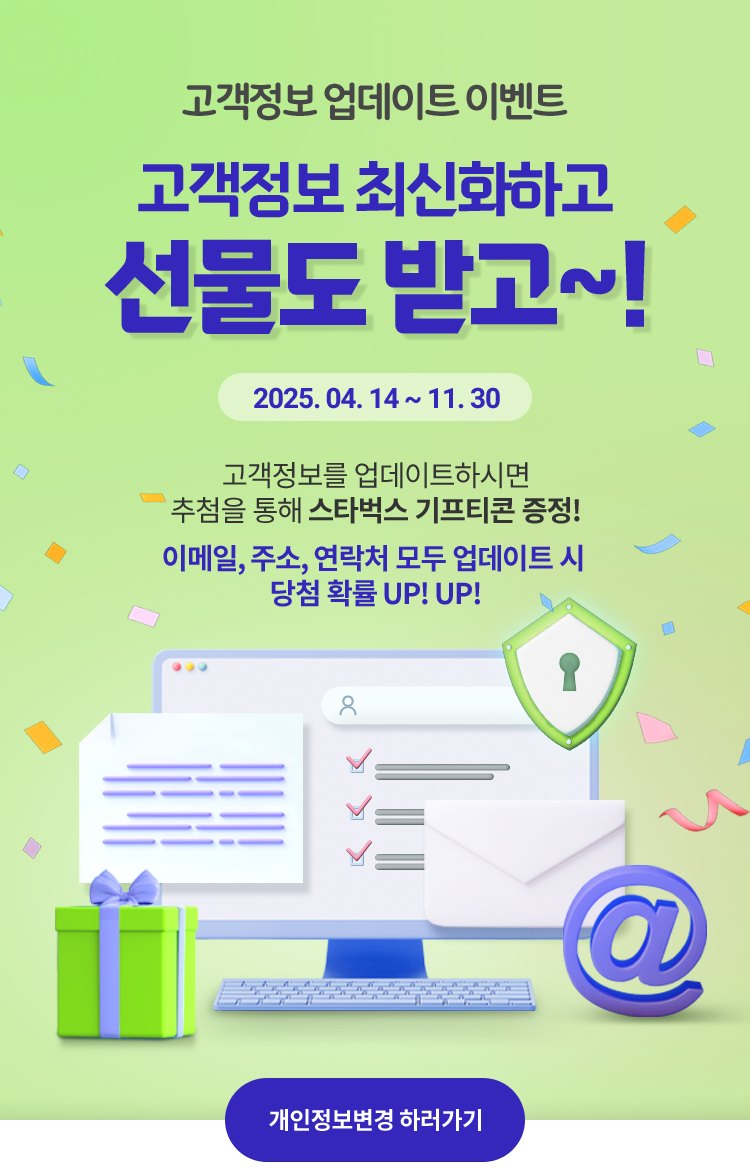 고객정보 업데이트 이벤트
고객정보 최신화하고
선물도 받고~!
2025. 04. 14 ~ 11. 30
고객정보를 업데이트하시면
추첨을 통해 스타벅스 기프티콘 증정!
이메일, 주소, 연락처 모두 업데이트 시
당첨 확률 UP! UP!
@
개인정보변경 하러가기